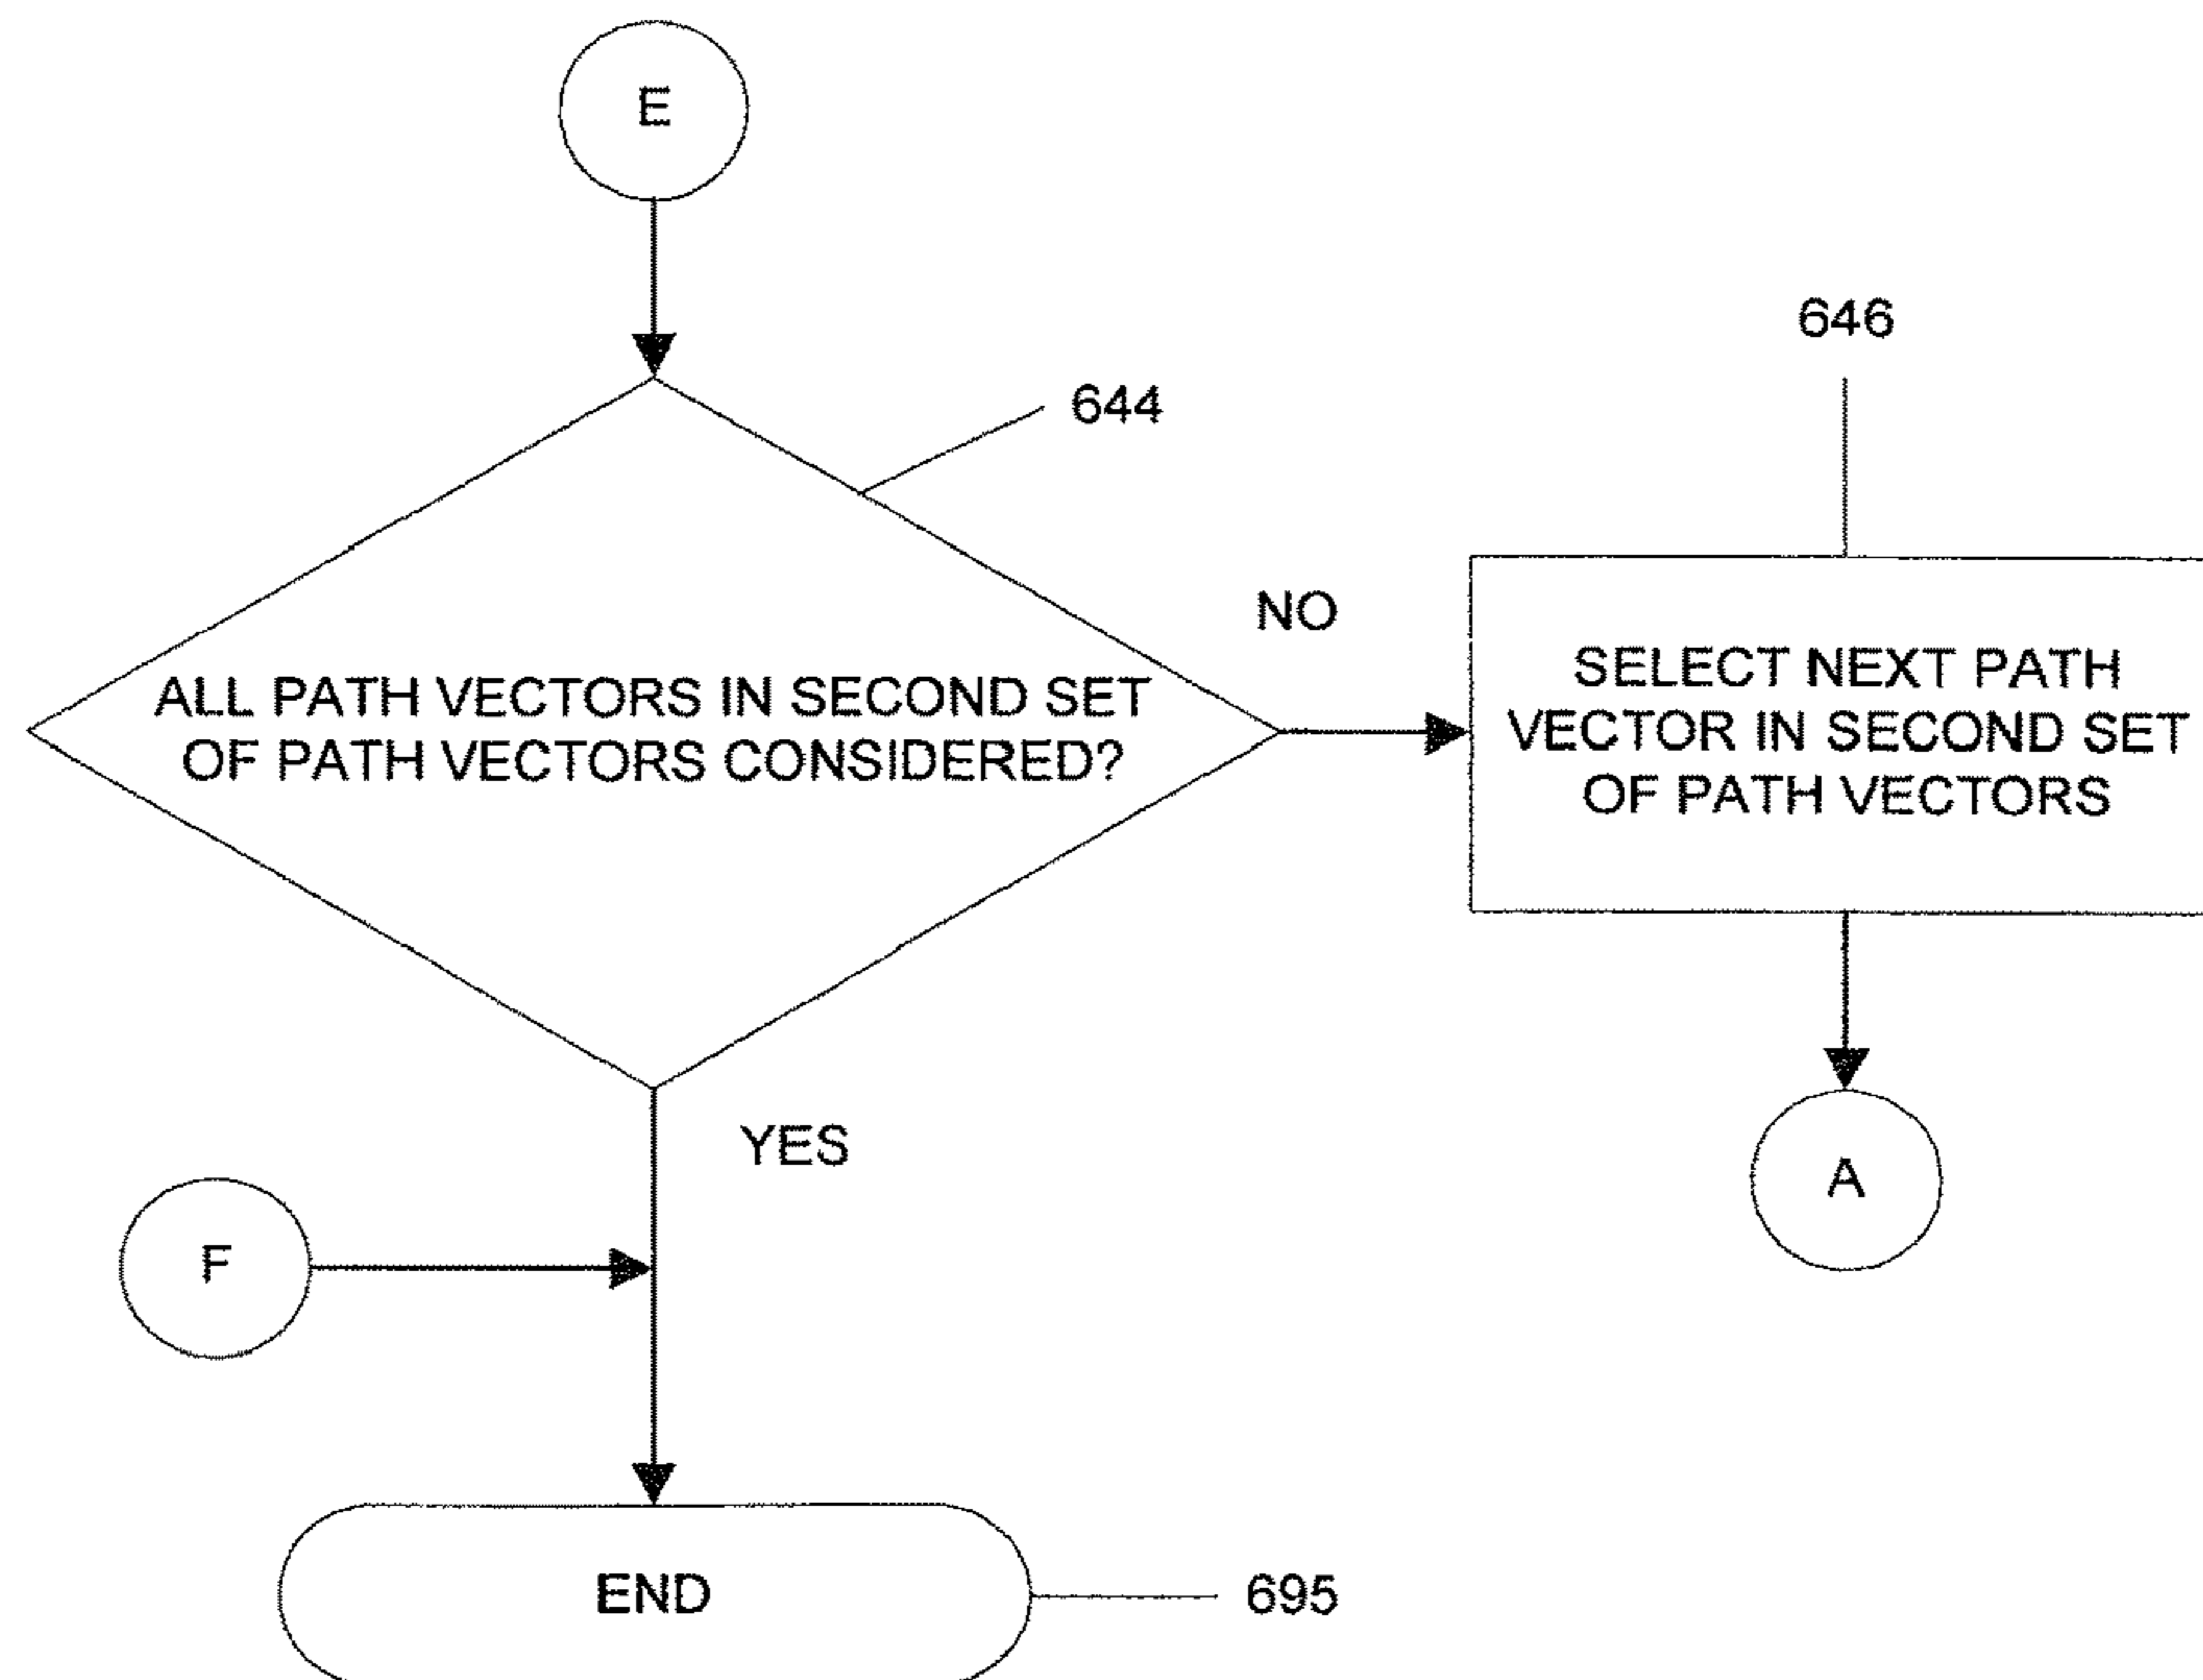 E
644
646
ALL PATH VECTORS IN SECOND SET
OF PATH VECTORS CONSIDERED?
NO
SELECT NEXT PATH
VECTOR IN SECOND SET
OF PATH VECTORS
YES
A
F
END
695